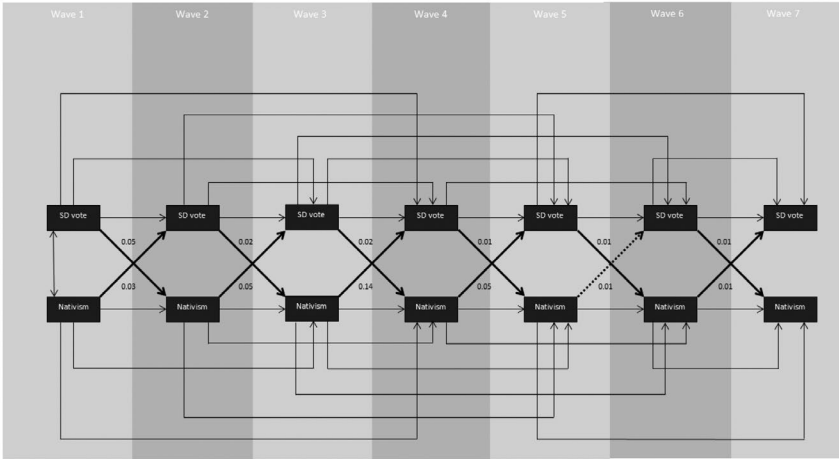 Wave 1 Wave 2 Wave 3 Wave 4 Wave 5 Wave 6 Wave 7
SD vote SD vote SD vote SD vote SD vote SD vote SD vote
0.05 0.02 0.02 0.01 0.01 0.01
0.03 0.05 0.14 0.05 0.01 0.01
Nativism Nativism Nativism Nativism Nativism Nativism Nativism